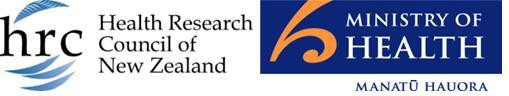 hrc
Health Research
Council of
New Zealand
MINISTRY OF
HEALTH
MANATŪ HAUORA